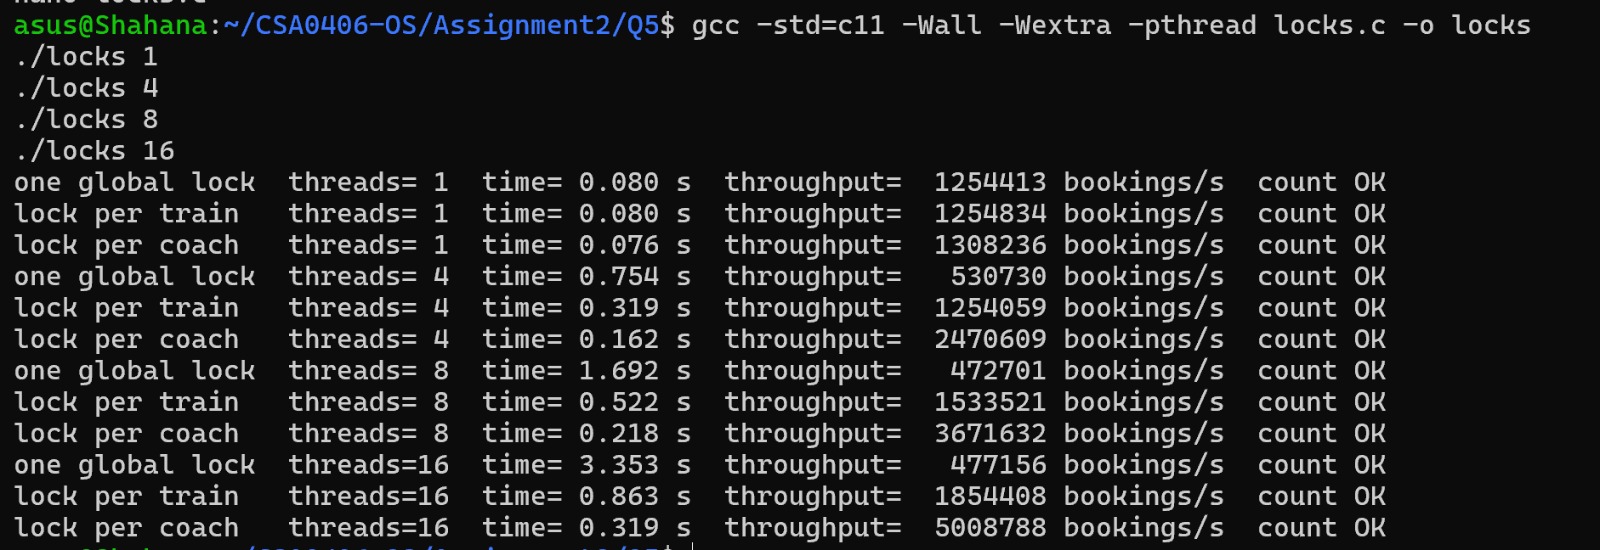 asus@Shahana:~/CSA0406-OS/Assignment2/Q5$ gcc -std=c11 -Wall -Wextra -pthread locks.c -o locks
./locks 1
./locks 4
./locks 8
./locks 16
one global lock  threads= 1  time= 0.080 s  throughput=  1254413 bookings/s  count OK
lock per train   threads= 1  time= 0.080 s  throughput=  1254834 bookings/s  count OK
lock per coach   threads= 1  time= 0.076 s  throughput=  1308236 bookings/s  count OK
one global lock  threads= 4  time= 0.754 s  throughput=   530730 bookings/s  count OK
lock per train   threads= 4  time= 0.319 s  throughput=  1254059 bookings/s  count OK
lock per coach   threads= 4  time= 0.162 s  throughput=  2470609 bookings/s  count OK
one global lock  threads= 8  time= 1.692 s  throughput=   472701 bookings/s  count OK
lock per train   threads= 8  time= 0.522 s  throughput=  1533521 bookings/s  count OK
lock per coach   threads= 8  time= 0.218 s  throughput=  3671632 bookings/s  count OK
one global lock  threads=16  time= 3.353 s  throughput=   477156 bookings/s  count OK
lock per train   threads=16  time= 0.863 s  throughput=  1854408 bookings/s  count OK
lock per coach   threads=16  time= 0.319 s  throughput=  5008788 bookings/s  count OK